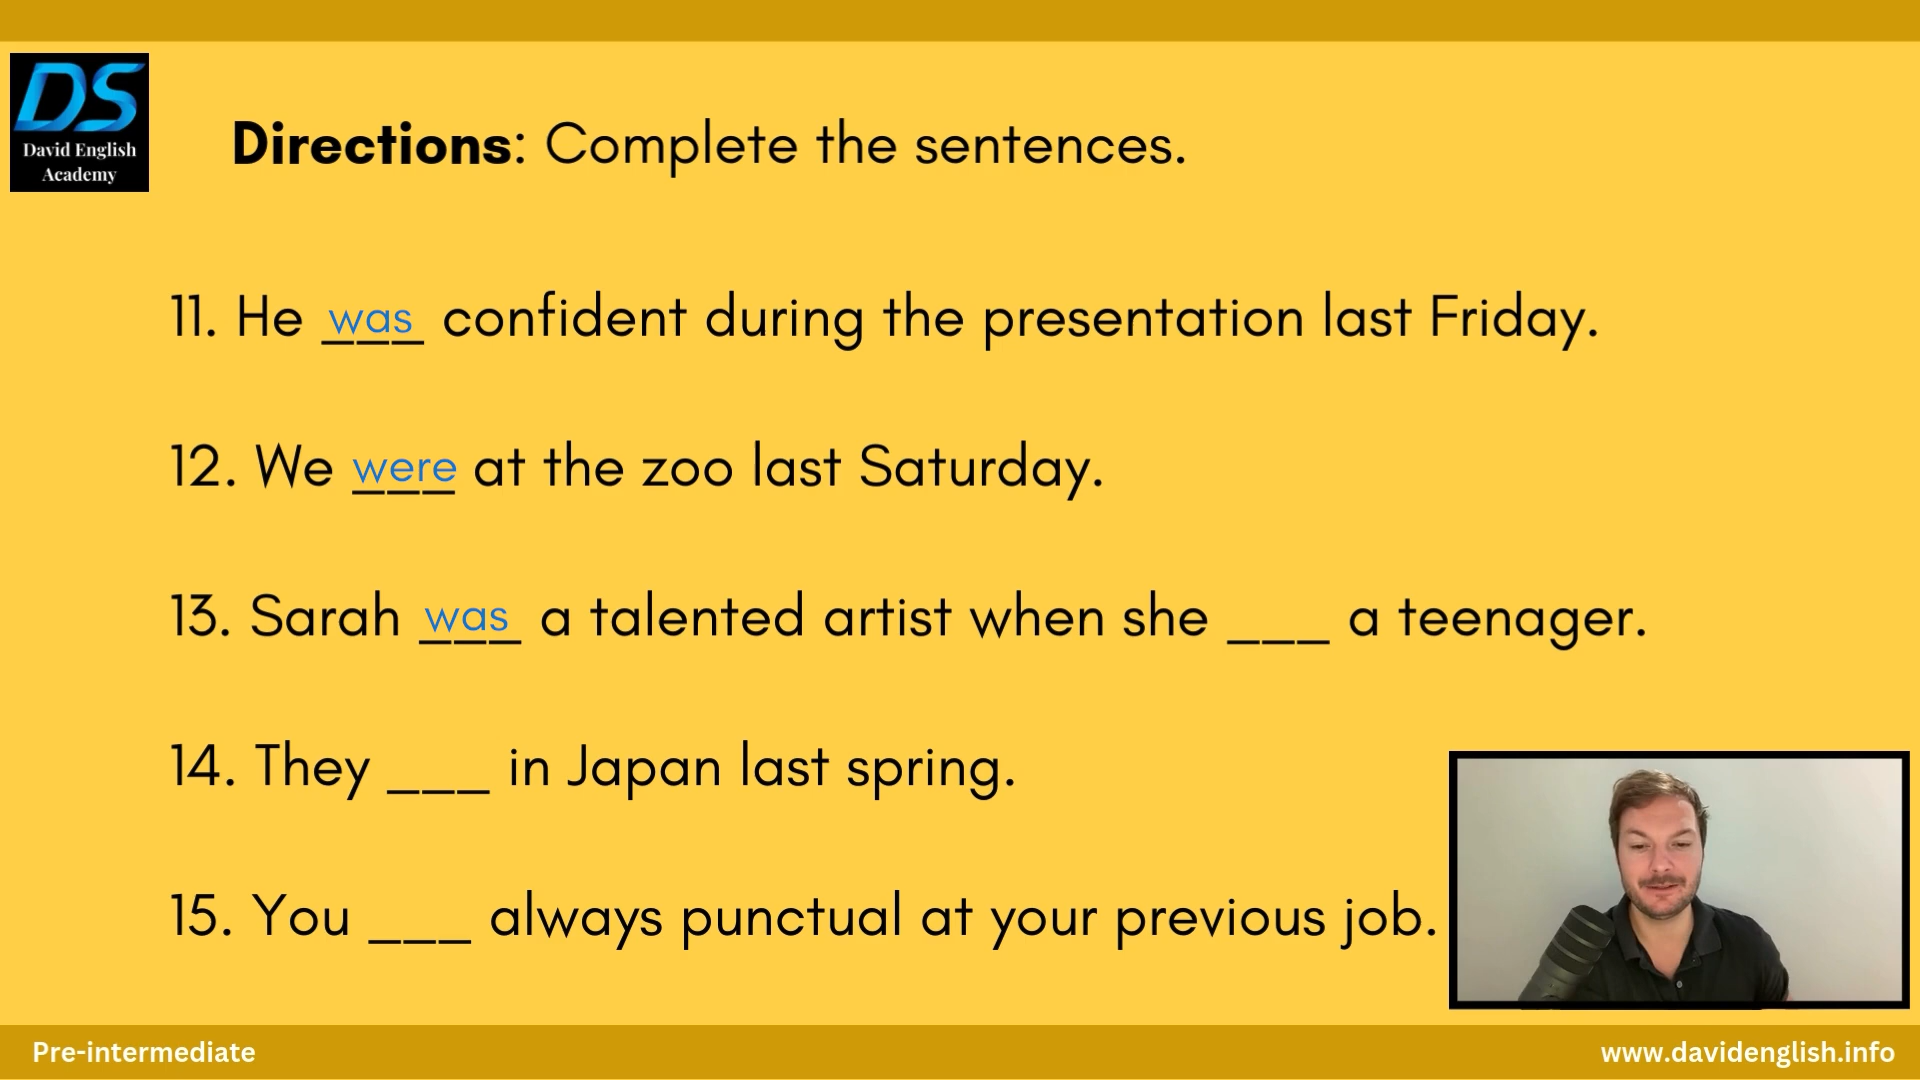 DS
David English
Academy
Directions: Complete the sentences.
11. He was confident during the presentation last Friday.
12. We were at the zoo last Saturday.
13. Sarah was a talented artist when she ___ a teenager.
14. They ___ in Japan last spring.
15. You ___ always punctual at your previous job.
Pre-intermediate
www.davidenglish.info